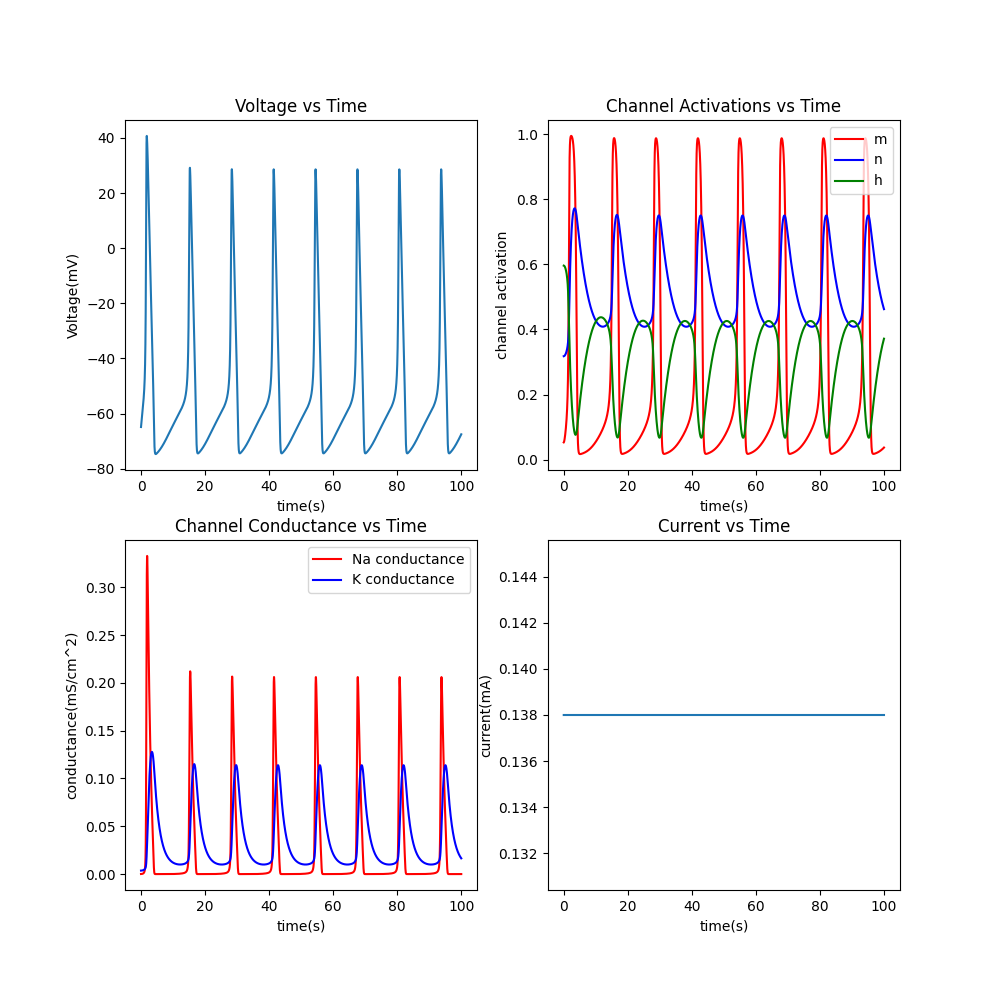 Voltage vs Time
Voltage(mV)
40
20
0
−20
−40
−60
−80
0 20 40 60 80 100
time(s)
Channel Activations vs Time
channel activation
1.0
0.8
0.6
0.4
0.2
0.0
m
n
h
0 20 40 60 80 100
time(s)
Channel Conductance vs Time
conductance(mS/cm^2)
0.30
0.25
0.20
0.15
0.10
0.05
0.00
Na conductance
K conductance
0 20 40 60 80 100
time(s)
Current vs Time
current(mA)
0.144
0.142
0.140
0.138
0.136
0.134
0.132
0 20 40 60 80 100
time(s)